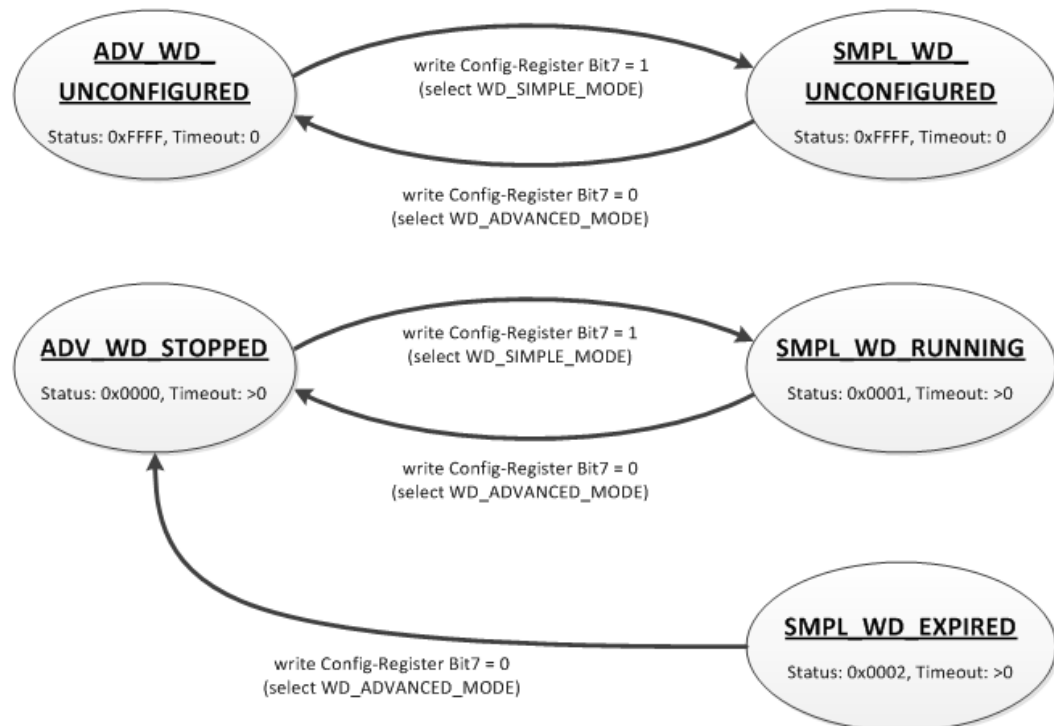 ADV_WD_
UNCONFIGURED
Status: 0xFFFF, Timeout: 0
write Config-Register Bit7 = 1
(select WD_SIMPLE_MODE)
SMPL_WD_
UNCONFIGURED
Status: 0xFFFF, Timeout: 0
write Config-Register Bit7 = 0
(select WD_ADVANCED_MODE)
ADV_WD_STOPPED
Status: 0x0000, Timeout: >0
write Config-Register Bit7 = 1
(select WD_SIMPLE_MODE)
SMPL_WD_RUNNING
Status: 0x0001, Timeout: >0
write Config-Register Bit7 = 0
(select WD_ADVANCED_MODE)
SMPL_WD_EXPIRED
Status: 0x0002, Timeout: >0
write Config-Register Bit7 = 0
(select WD_ADVANCED_MODE)